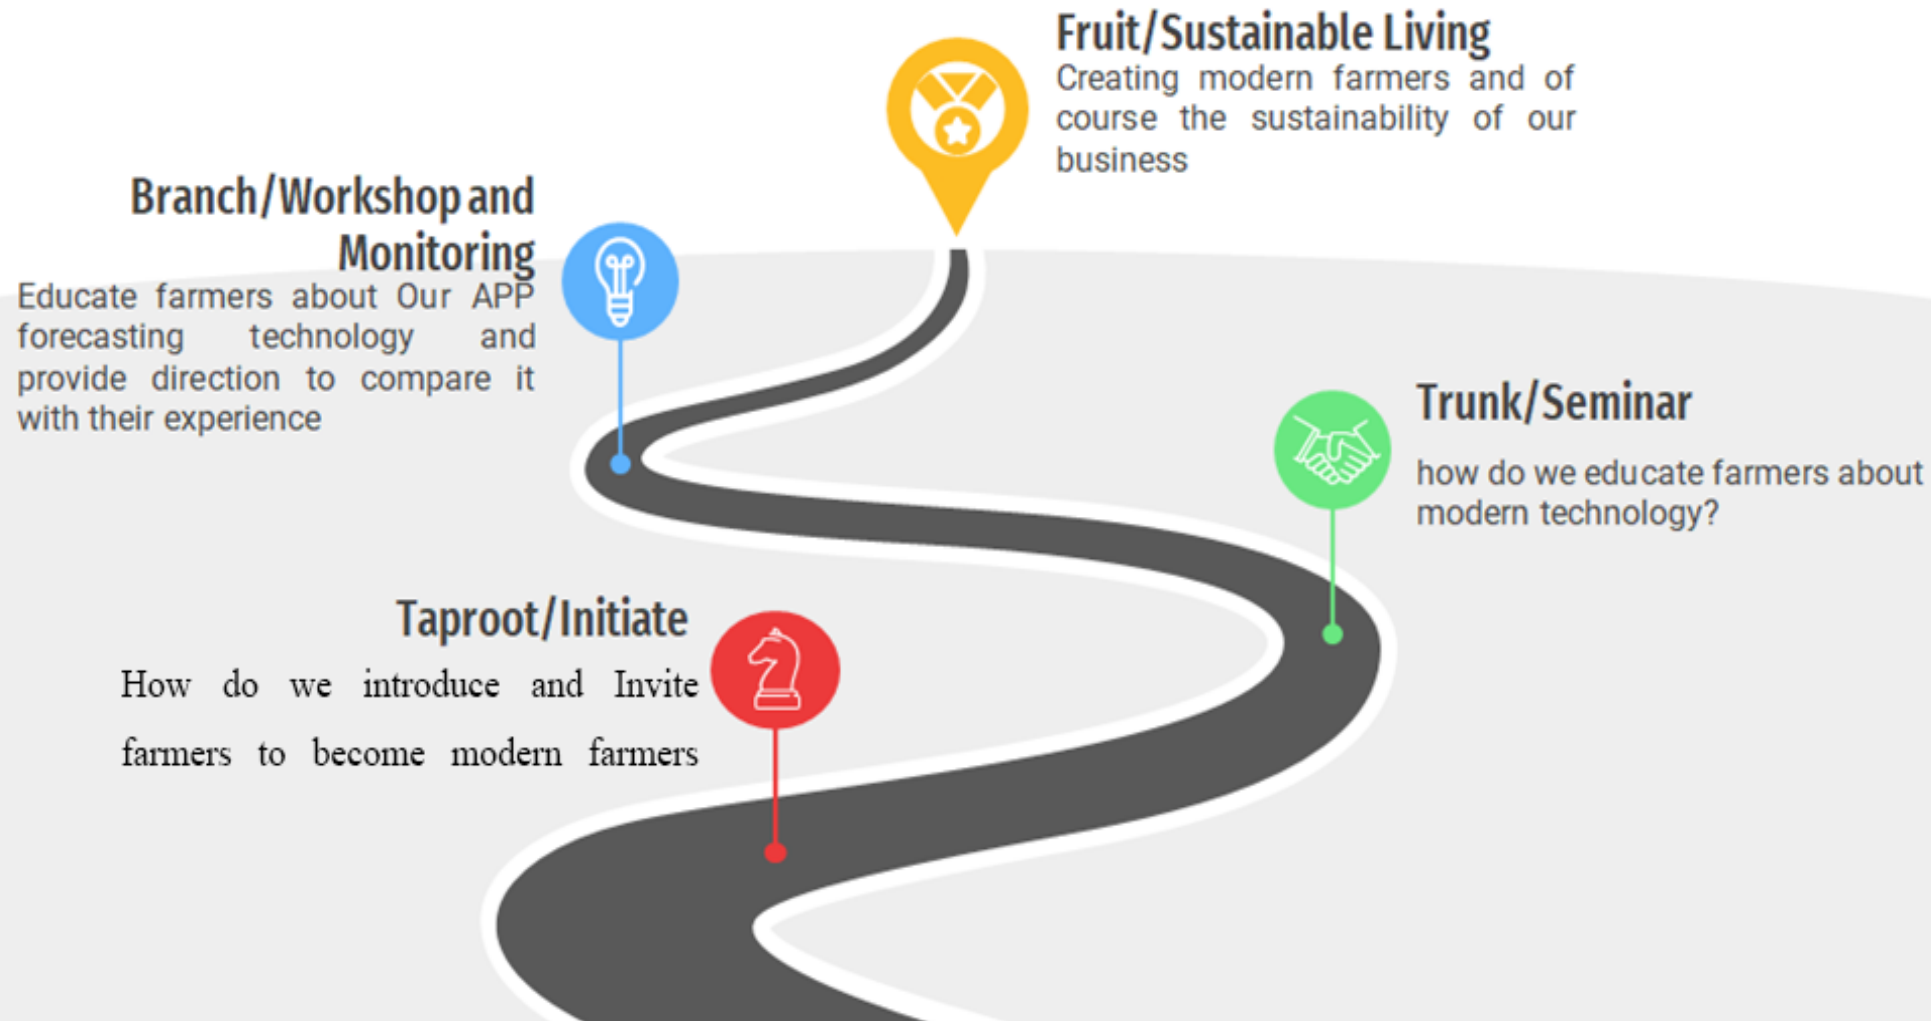 Fruit/Sustainable Living
Creating modern farmers and of
course the sustainability of our
business
Branch/Workshop and
Monitoring
Educate farmers about Our APP
forecasting technology and
provide direction to compare it
with their experience
Trunk/Seminar
how do we educate farmers about
modern technology?
Taproot/Initiate
How do we introduce and Invite
farmers to become modern farmers